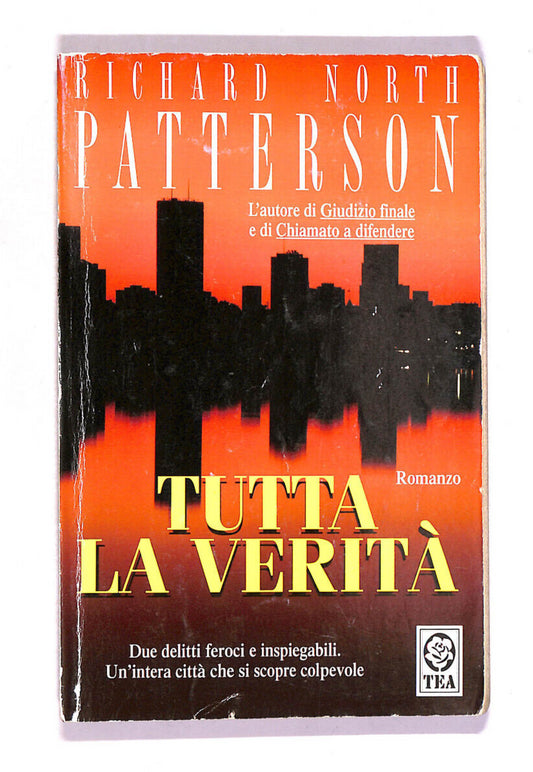 RICHARD NORTH
PATTERSON
L'autore di Giudizio finale
e di Chiamato a difendere
Romanzo
TUTTA
LA VERITÀ
Due delitti feroci e inspiegabili.
Un'intera città che si scopre colpevole
TEA